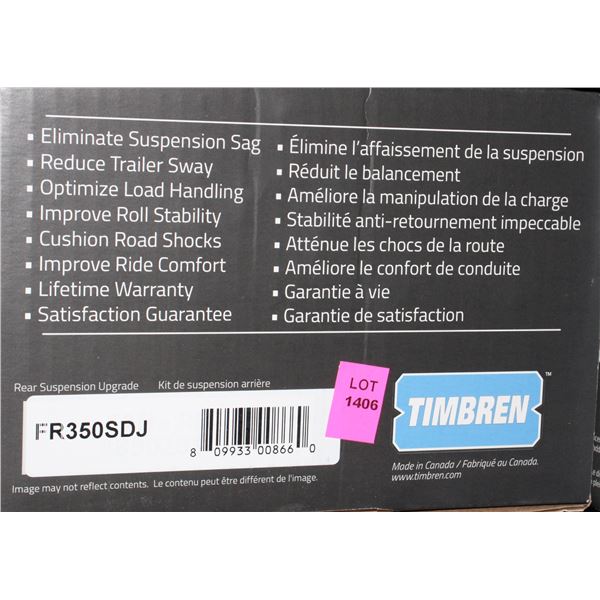 ▪ Eliminate Suspension Sag
▪ Reduce Trailer Sway
▪ Optimize Load Handling
▪ Improve Roll Stability
▪ Cushion Road Shocks
▪ Improve Ride Comfort
▪ Lifetime Warranty
▪ Satisfaction Guarantee
▪ Élimine l'affaissement de la suspension
▪ Réduit le balancement
▪ Améliore la manipulation de la charge
▪ Stabilité anti-retournement impeccable
▪ Atténue les chocs de la route
▪ Améliore le confort de conduite
▪ Garantie à vie
▪ Garantie de satisfaction
Rear Suspension Upgrade Kit de suspension arrière
FR350SDJ
8 09933 00866 0
LOT
1406
TIMBREN™
Made in Canada / Fabriqué au Canada.
www.timbren.com
Image may not reflect contents. Le contenu peut être différent de l'image.